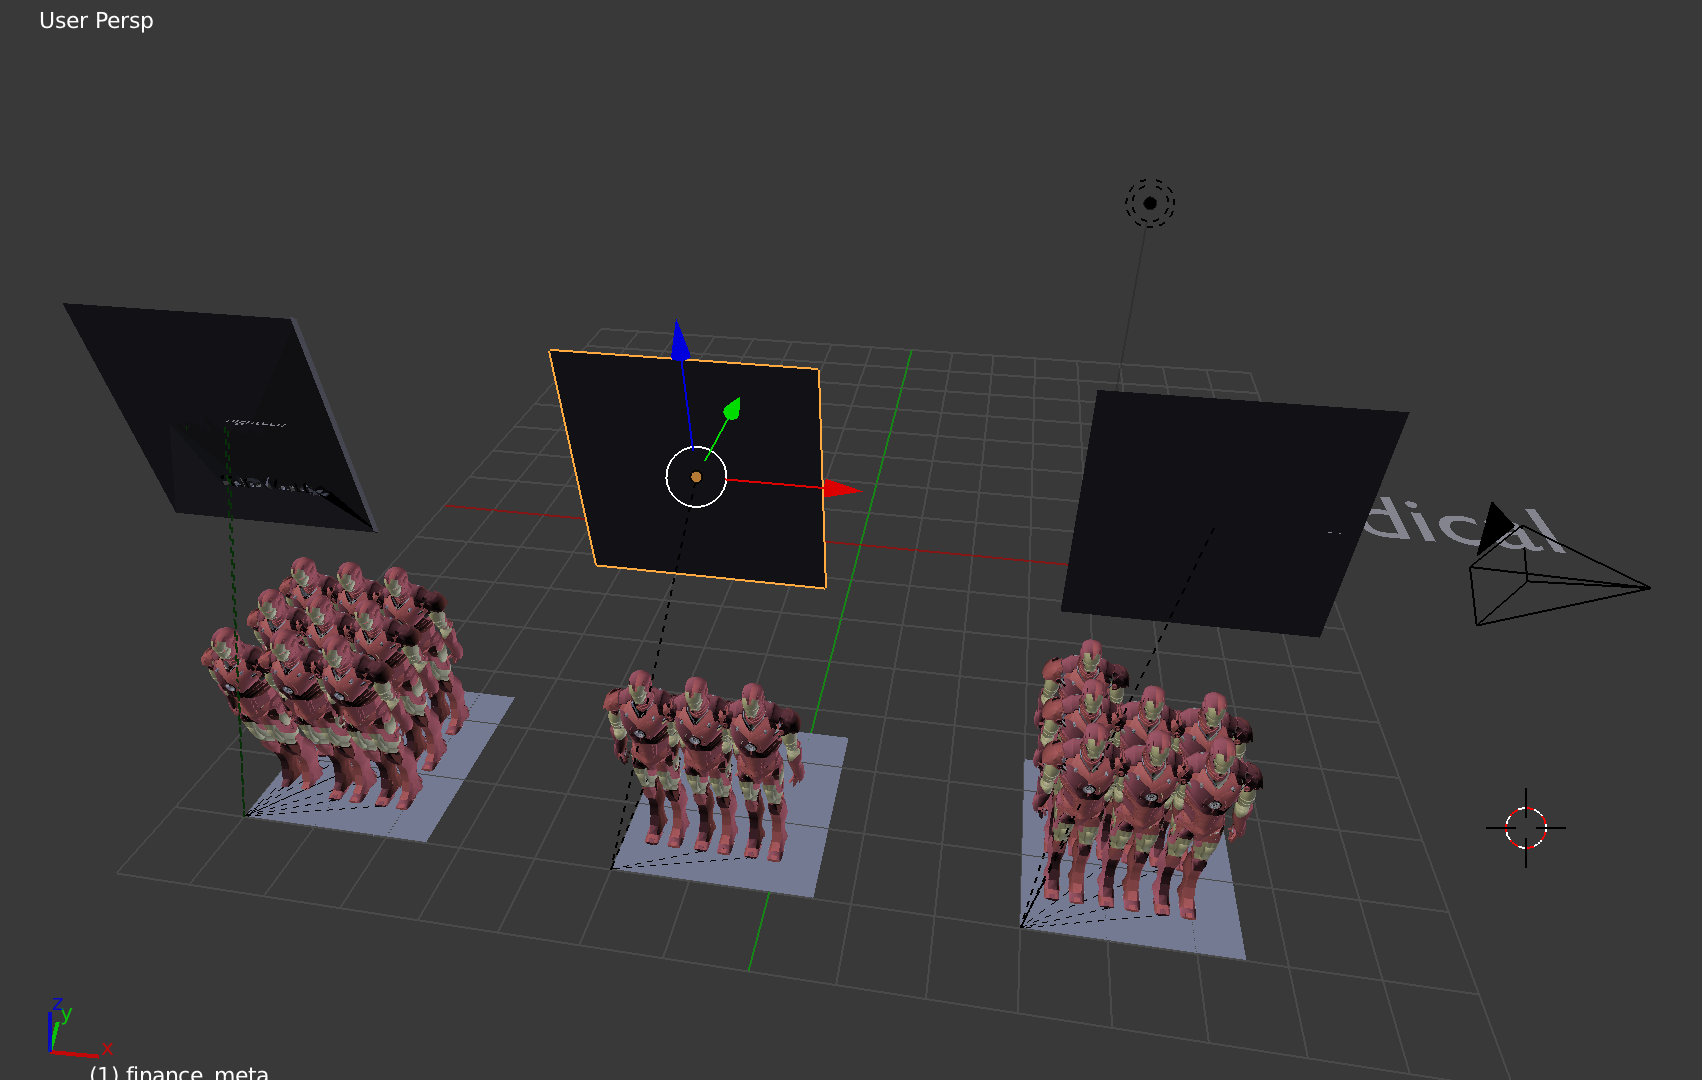 User Persp
dical
z
y
x
(1) finance_meta